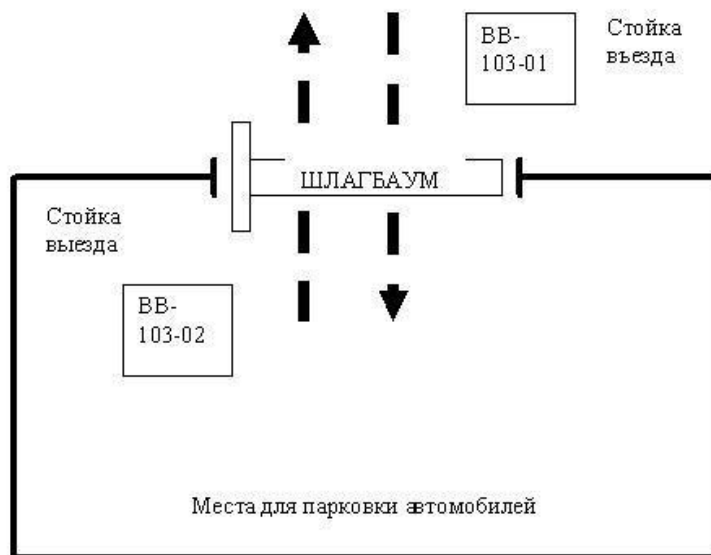 ВВ-
103-01
Стойка
въезда
ШЛАГБАУМ
Стойка
выезда
ВВ-
103-02
Места для парковки автомобилей